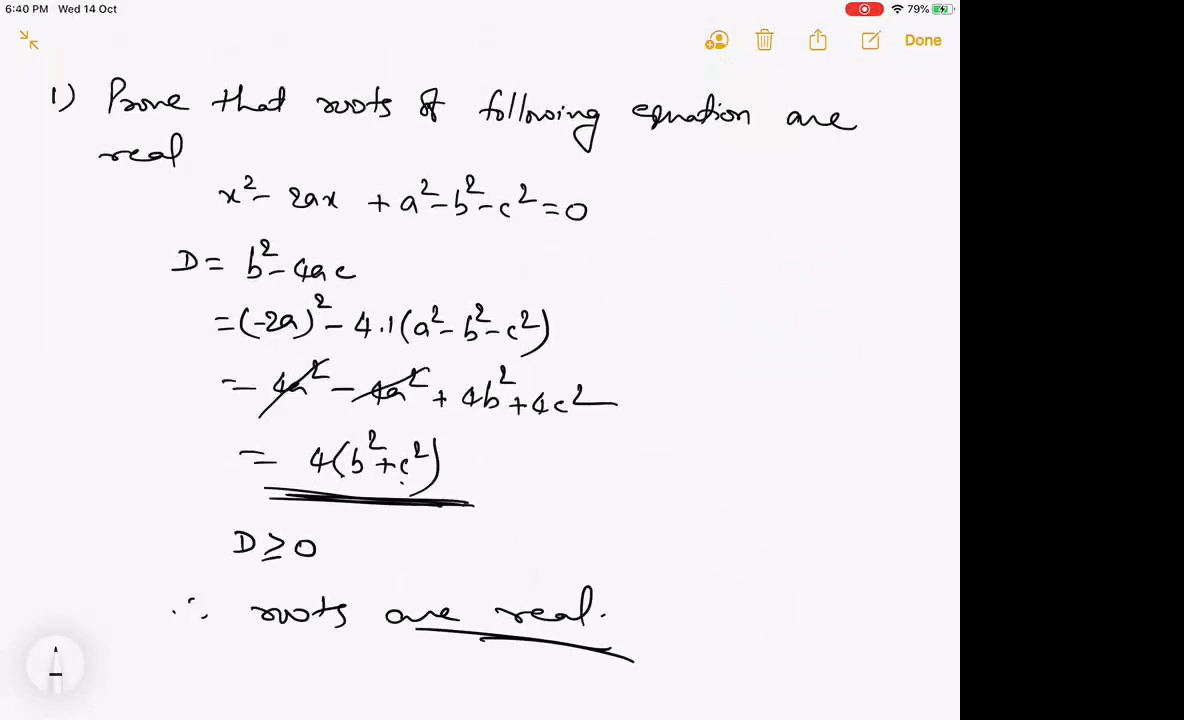 6:40 PM Wed 14 Oct 79%
Done
1) Prove that roots of following equation are
real
x² - 2ax + a² - b² - c² = 0
D = b² - 4ac
= (-2a)² - 4.1(a² - b² - c²)
= 4a² - 4a² + 4b² + 4c²
= 4(b² + c²)
D ≥ 0
∴ roots are real.